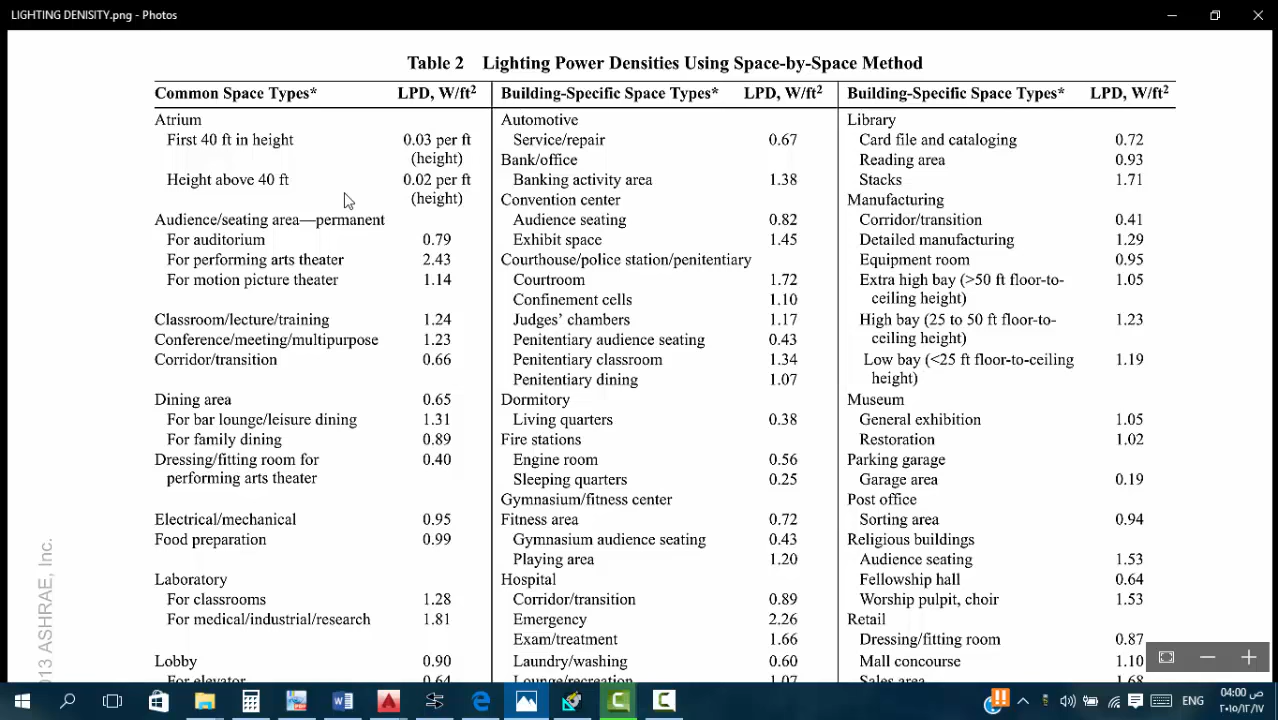 LIGHTING DENISITY.png - Photos
Table 2 Lighting Power Densities Using Space-by-Space Method
Common Space Types* LPD, W/ft2
Atrium
First 40 ft in height 0.03 per ft
(height)
Height above 40 ft 0.02 per ft
(height)
Audience/seating area—permanent
For auditorium 0.79
For performing arts theater 2.43
For motion picture theater 1.14
Classroom/lecture/training 1.24
Conference/meeting/multipurpose 1.23
Corridor/transition 0.66
Dining area 0.65
For bar lounge/leisure dining 1.31
For family dining 0.89
Dressing/fitting room for 0.40
performing arts theater
Electrical/mechanical 0.95
Food preparation 0.99
Laboratory
For classrooms 1.28
For medical/industrial/research 1.81
Lobby 0.90
For elevator 0.64
Building-Specific Space Types* LPD, W/ft2
Automotive
Service/repair 0.67
Bank/office
Banking activity area 1.38
Convention center
Audience seating 0.82
Exhibit space 1.45
Courthouse/police station/penitentiary
Courtroom 1.72
Confinement cells 1.10
Judges’ chambers 1.17
Penitentiary audience seating 0.43
Penitentiary classroom 1.34
Penitentiary dining 1.07
Dormitory
Living quarters 0.38
Fire stations
Engine room 0.56
Sleeping quarters 0.25
Gymnasium/fitness center
Fitness area 0.72
Gymnasium audience seating 0.43
Playing area 1.20
Hospital
Corridor/transition 0.89
Emergency 2.26
Exam/treatment 1.66
Laundry/washing 0.60
Lounge/recreation 1.07
Building-Specific Space Types* LPD, W/ft2
Library
Card file and cataloging 0.72
Reading area 0.93
Stacks 1.71
Manufacturing
Corridor/transition 0.41
Detailed manufacturing 1.29
Equipment room 0.95
Extra high bay (>50 ft floor-to- 1.05
ceiling height)
High bay (25 to 50 ft floor-to- 1.23
ceiling height)
Low bay (<25 ft floor-to-ceiling 1.19
height)
Museum
General exhibition 1.05
Restoration 1.02
Parking garage
Garage area 0.19
Post office
Sorting area 0.94
Religious buildings
Audience seating 1.53
Fellowship hall 0.64
Worship pulpit, choir 1.53
Retail
Dressing/fitting room 0.87
Mall concourse 1.10
Sales area 1.68
013 ASHRAE, Inc.
ENG
04:00 ص
٢٠١٥/١٢/١٧